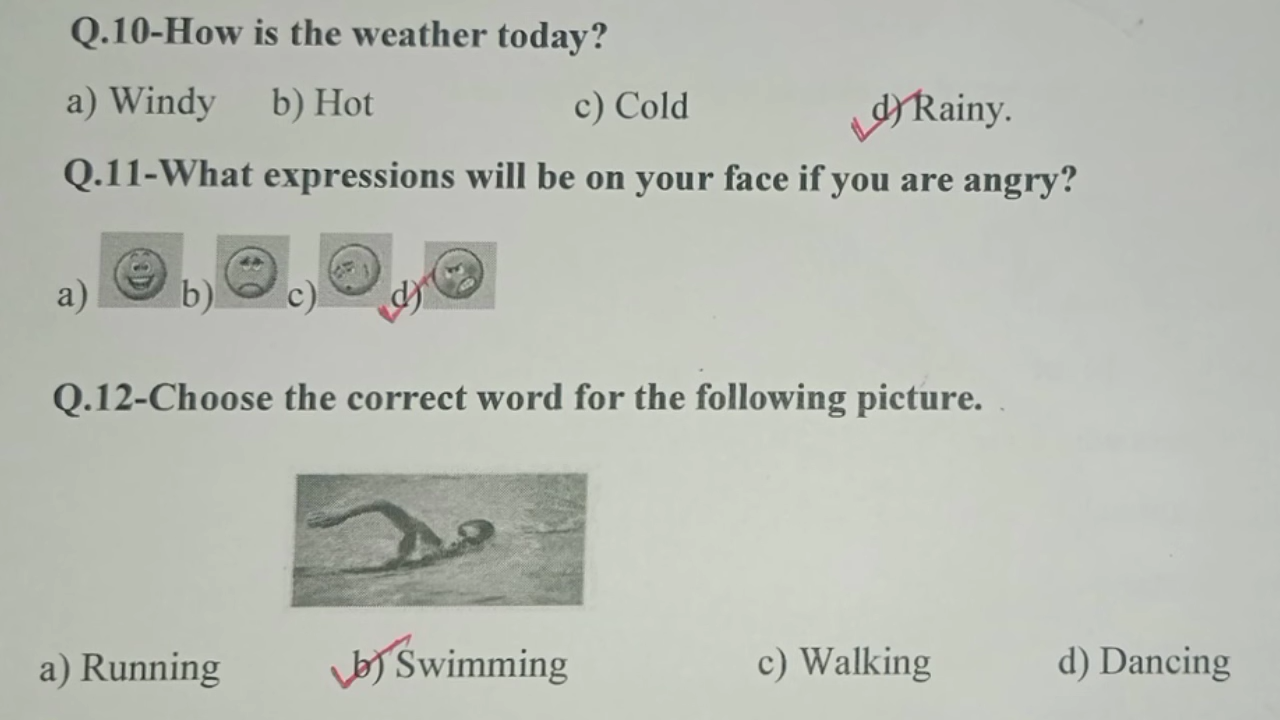 Q.10-How is the weather today?
a) Windy b) Hot c) Cold d) Rainy.
Q.11-What expressions will be on your face if you are angry?
a) b) c) d)
Q.12-Choose the correct word for the following picture.
a) Running b) Swimming c) Walking d) Dancing